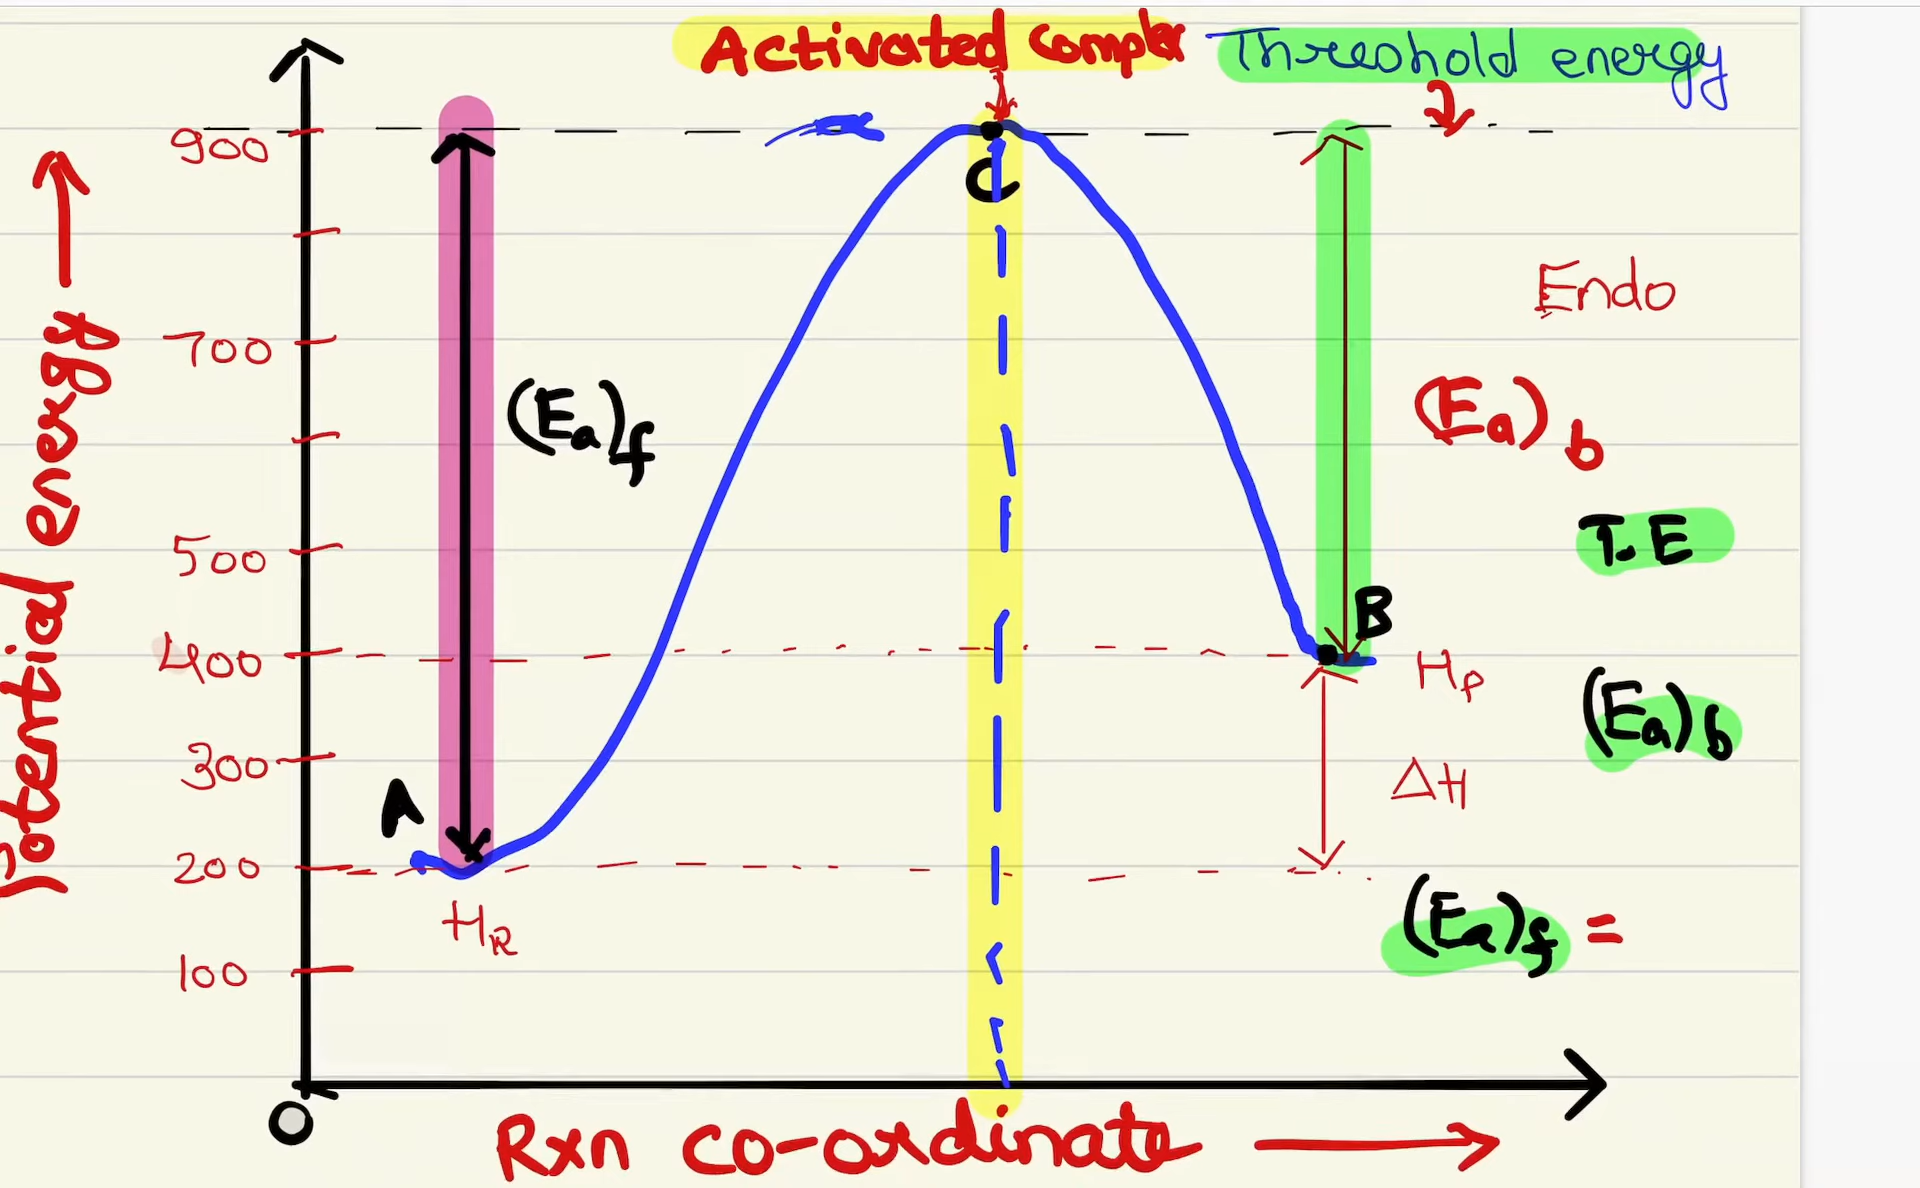 Activated Complex
Threshold energy
900
C
Endo
700
(Ea)f
(Ea)b
500
T.E
B
400
Hp
(Ea)b
300
ΔH
A
200
HR
(Ea)f =
100
O
Potential energy
Rxn co-ordinate